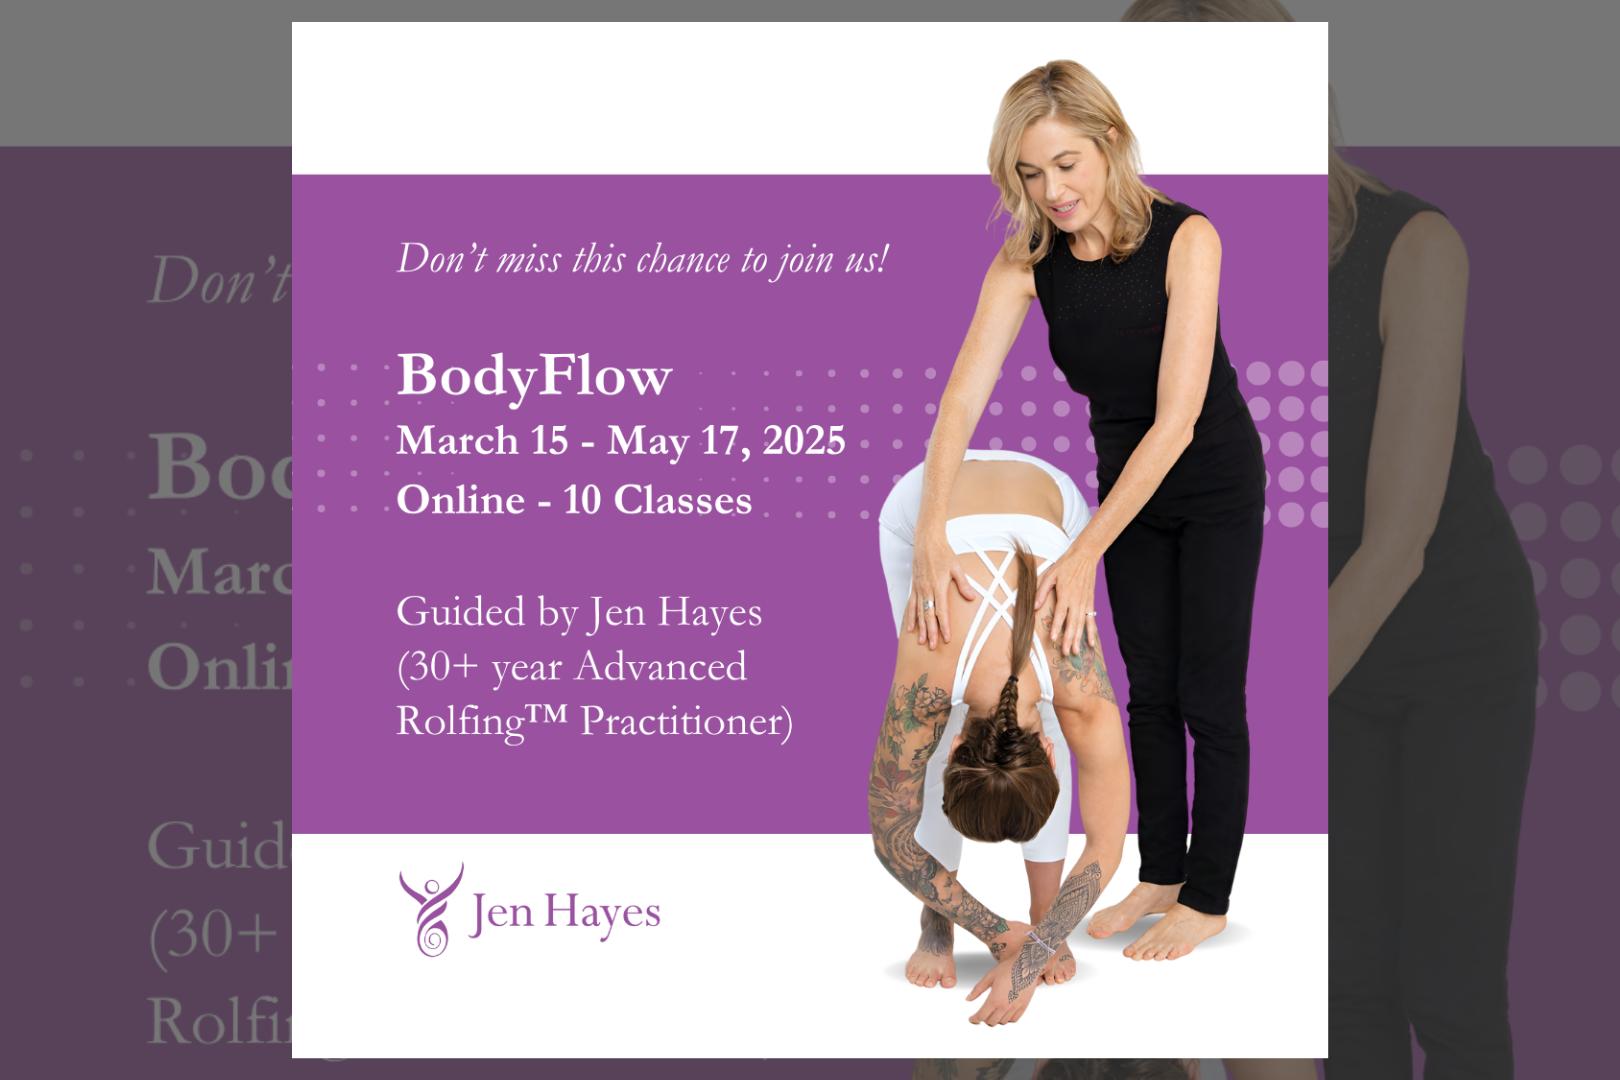 Don't miss this chance to join us!
BodyFlow
March 15 - May 17, 2025
Online - 10 Classes
Guided by Jen Hayes
(30+ year Advanced
Rolfing™ Practitioner)
Jen Hayes